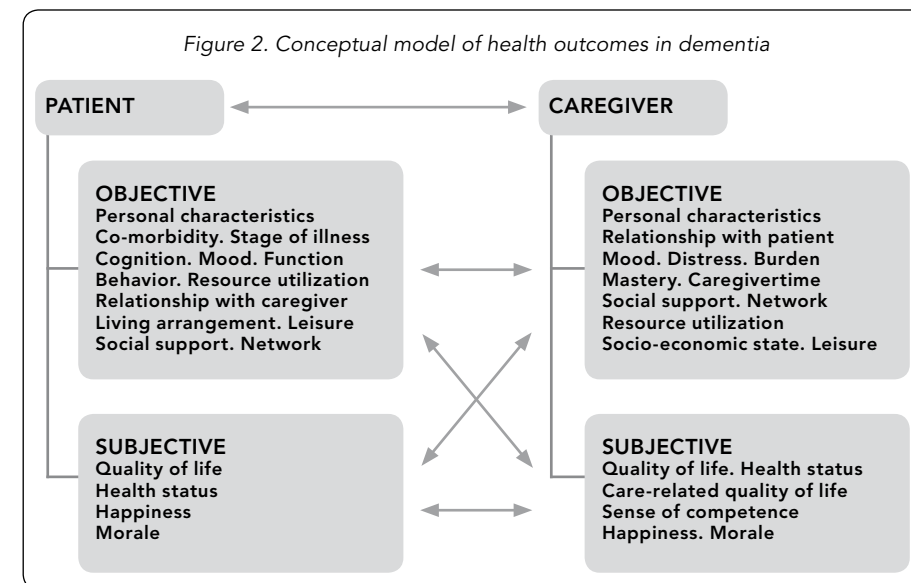 Figure 2. Conceptual model of health outcomes in dementia
PATIENT
OBJECTIVE
Personal characteristics
Co-morbidity. Stage of illness
Cognition. Mood. Function
Behavior. Resource utilization
Relationship with caregiver
Living arrangement. Leisure
Social support. Network
SUBJECTIVE
Quality of life
Health status
Happiness
Morale
CAREGIVER
OBJECTIVE
Personal characteristics
Relationship with patient
Mood. Distress. Burden
Mastery. Caregivertime
Social support. Network
Resource utilization
Socio-economic state. Leisure
SUBJECTIVE
Quality of life. Health status
Care-related quality of life
Sense of competence
Happiness. Morale